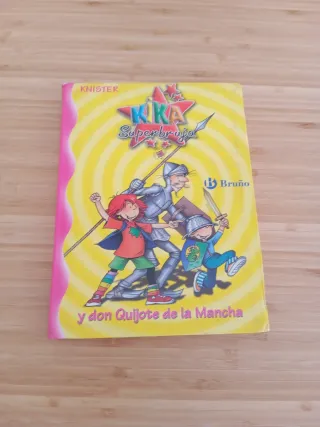 KNISTER
KIKA
Superbruja
Bruño
y don Quijote de la Mancha